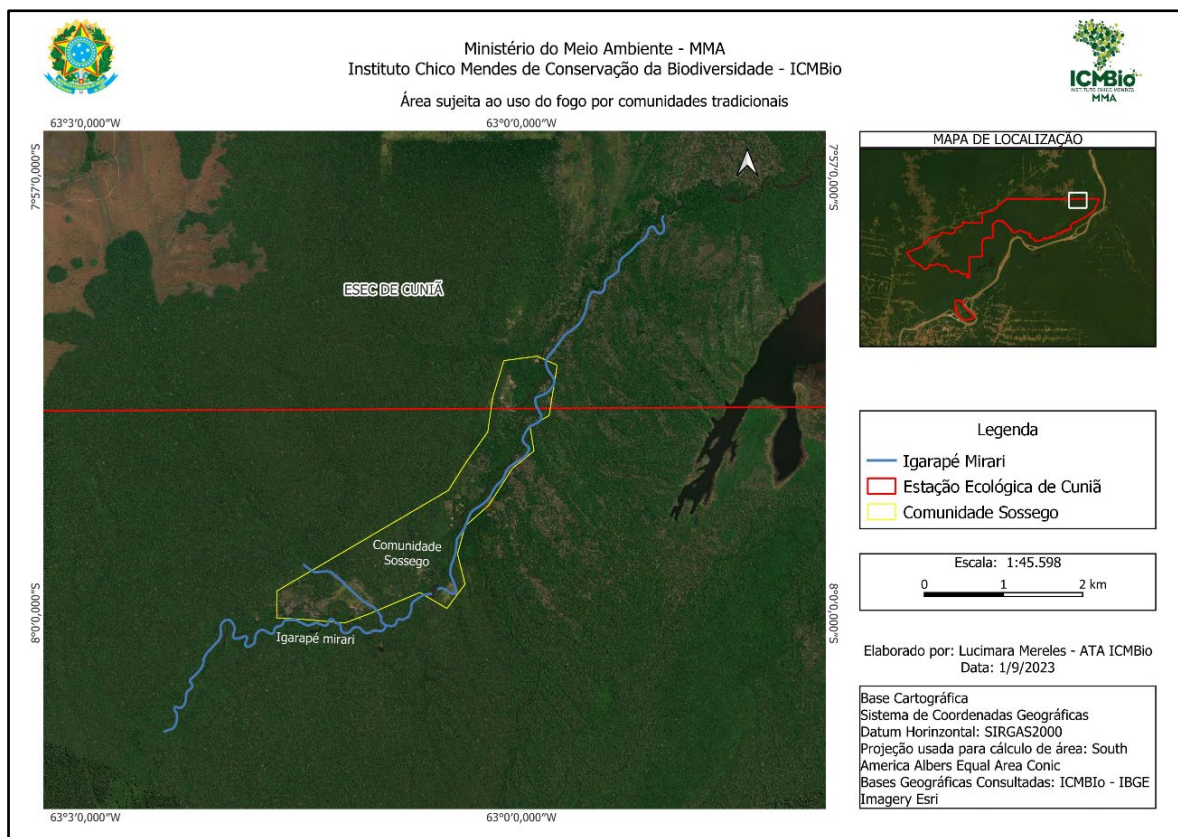 Ministério do Meio Ambiente - MMA
Instituto Chico Mendes de Conservação da Biodiversidade - ICMBio
Área sujeita ao uso do fogo por comunidades tradicionais
ICMBio
INSTITUTO CHICO MENDES
MMA
63°3'0,000"W
63°0'0,000"W
7°57'0,000"S
7°57'0,000"S
ESEC DE CUNIÃ
Comunidade
Sossego
Igarapé mirari
8°0'0,000"S
8°0'0,000"S
63°3'0,000"W
63°0'0,000"W
MAPA DE LOCALIZAÇÃO
Legenda
Igarapé Mirari
Estação Ecológica de Cuniã
Comunidade Sossego
Escala: 1:45.598
0 1 2 km
Elaborado por: Lucimara Mereles - ATA ICMBio
Data: 1/9/2023
Base Cartográfica
Sistema de Coordenadas Geográficas
Datum Horinzontal: SIRGAS2000
Projeção usada para cálculo de área: South
America Albers Equal Area Conic
Bases Geográficas Consultadas: ICMBIo - IBGE
Imagery Esri